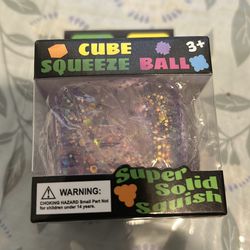 CUBE
SQUEEZE BALL
3+
Super
Solid
Squish
WARNING:
CHOKING HAZARD Small Part Not
for children under 14 years.